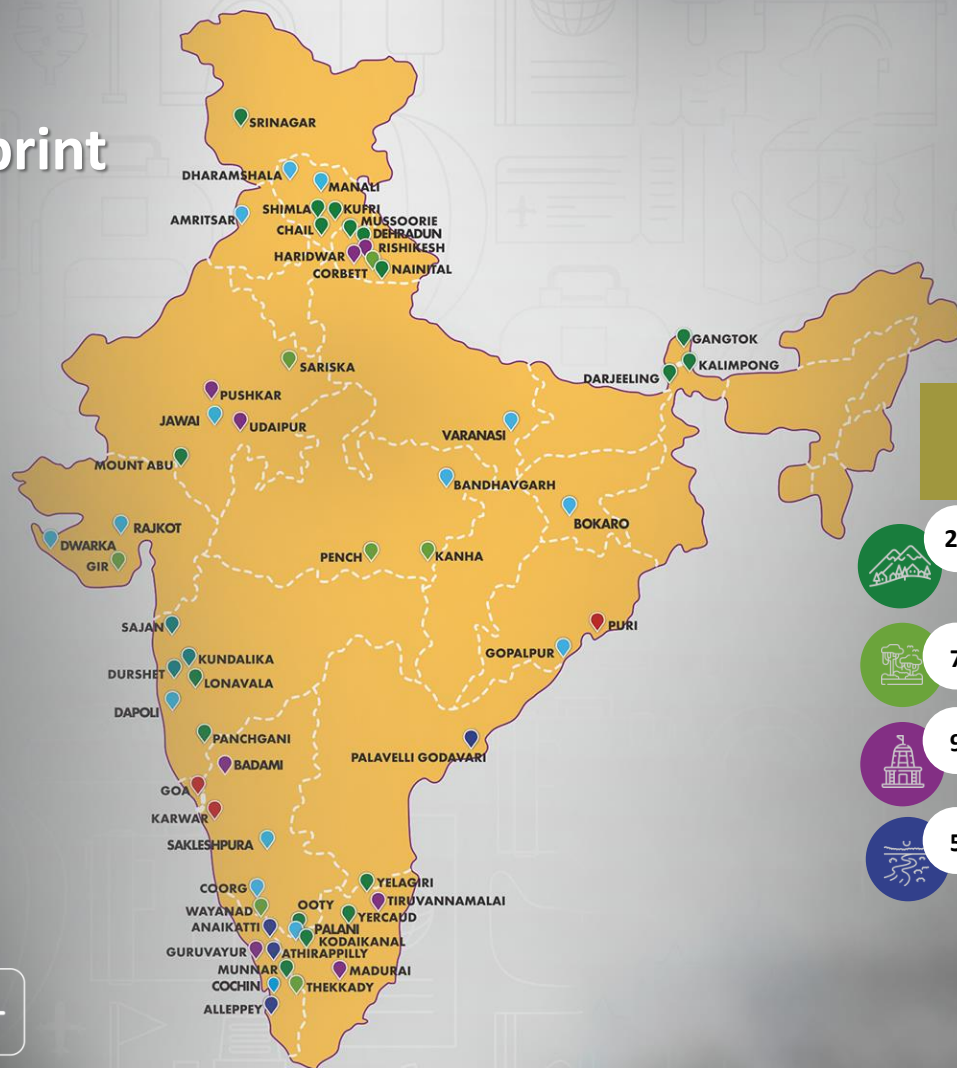 print
SRINAGAR
DHARAMSHALA
MANALI
AMRITSAR
SHIMLA
KUFRI
CHAIL
MUSSOORIE
DEHRADUN
RISHIKESH
HARIDWAR
CORBETT
NAINITAL
GANGTOK
KALIMPONG
DARJEELING
SARISKA
PUSHKAR
JAWAI
UDAIPUR
VARANASI
MOUNT ABU
BANDHAVGARH
BOKARO
RAJKOT
DWARKA
GIR
PENCH
KANHA
2
SAJAN
PURI
KUNDALIKA
GOPALPUR
7
DURSHET
LONAVALA
DAPOLI
PANCHGANI
9
PALAVELLI GODAVARI
BADAMI
GOA
KARWAR
SAKLESHPURA
5
COORG
YELAGIRI
WAYANAD
OOTY
TIRUVANNAMALAI
YERCAUD
ANAIKATTI
PALANI
KODAIKANAL
GURUVAYUR
ATHIRAPPILLY
MUNNAR
MADURAI
COCHIN
THEKKADY
ALLEPPEY